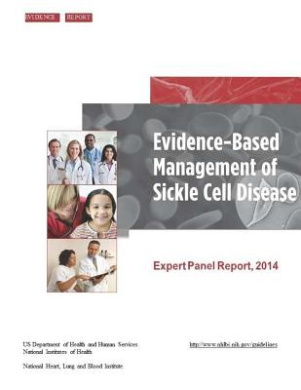 EVIDENCE REPORT
Evidence-Based
Management of
Sickle Cell Disease
Expert Panel Report, 2014
US Department of Health and Human Services
National Institutes of Health
http://www.nhlbi.nih.gov/guidelines
National Heart, Lung and Blood Institute